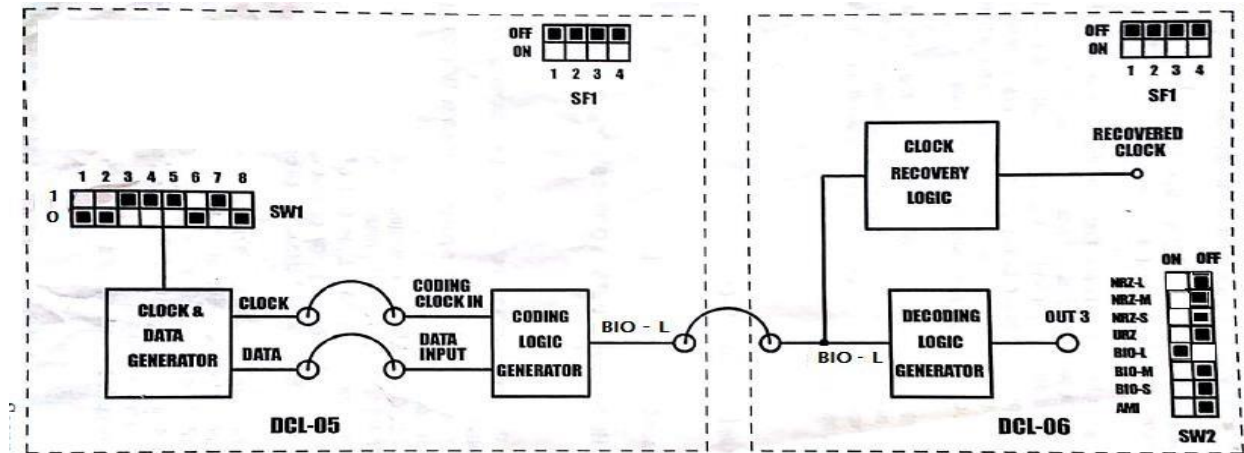 OFF
ON
1 2 3 4
SF1
1 2 3 4 5 6 7 8
1
0
SW1
CLOCK &
DATA
GENERATOR
CLOCK
DATA
CODING
CLOCK IN
DATA
INPUT
CODING
LOGIC
GENERATOR
BIO - L
DCL-05
OFF
ON
1 2 3 4
SF1
CLOCK
RECOVERY
LOGIC
RECOVERED
CLOCK
BIO - L
DECODING
LOGIC
GENERATOR
OUT 3
ON OFF
NRZ-L
NRZ-M
NRZ-S
URZ
BIO-L
BIO-M
BIO-S
AMI
SW2
DCL-06